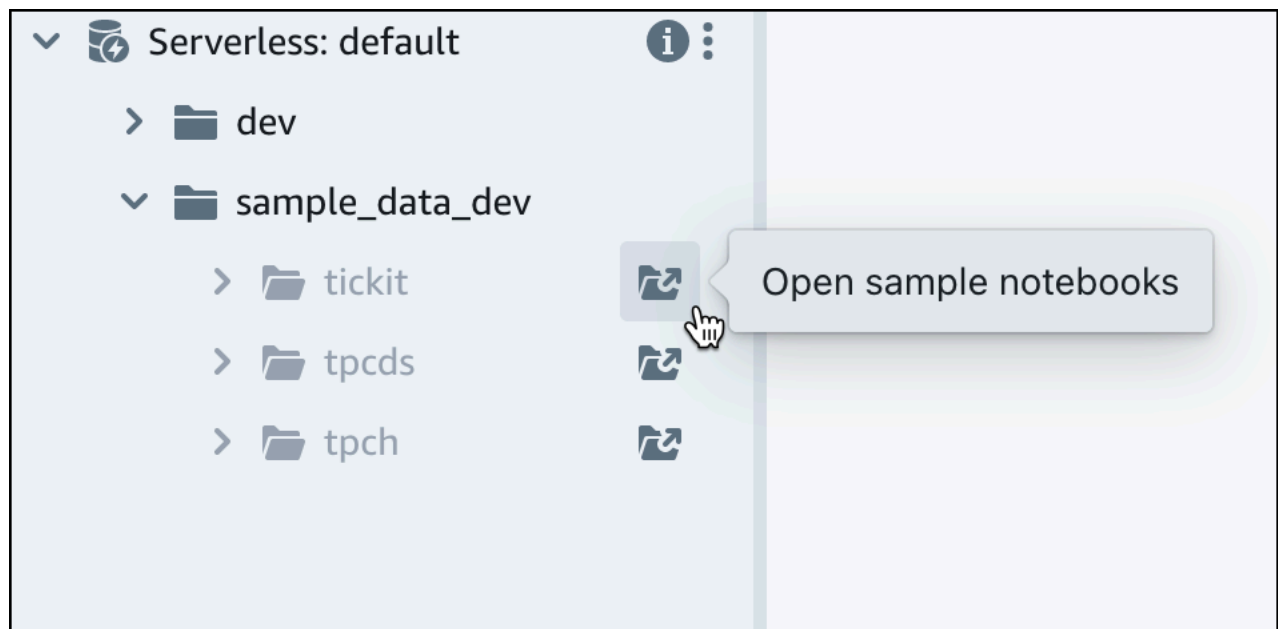 Serverless: default
dev
sample_data_dev
tickit
Open sample notebooks
tpcds
tpch